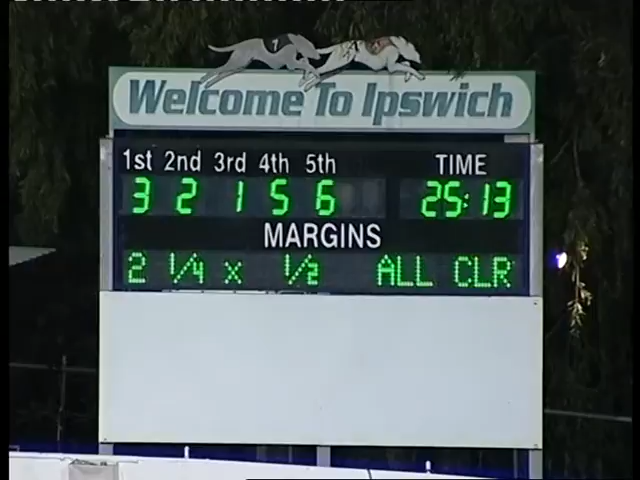 Welcome To Ipswich
1st 2nd 3rd 4th 5th TIME
3 2 1 5 6 25:13
MARGINS
2 1/4 x 1/2 ALL CLR